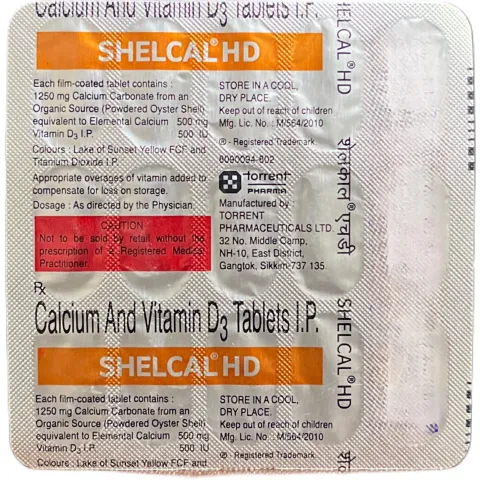 Calcium And Vitamin D3 Tablets I.P.
SHELCAL® HD
Each film-coated tablet contains :
1250 mg Calcium Carbonate from an
Organic Source (Powdered Oyster Shell)
equivalent to Elemental Calcium 500 mg
Vitamin D3 I.P. 500 IU
Colours : Lake of Sunset Yellow FCF and
Titanium Dioxide I.P.
Appropriate overages of vitamin added to
compensate for loss on storage.
Dosage : As directed by the Physician.
CAUTION
Not to be sold by retail without the
prescription of a Registered Medical
Practitioner.
STORE IN A COOL,
DRY PLACE.
Keep out of reach of children
Mfg. Lic. No. : M/564/2010
® - Registered Trademark
8090094-802
torrent
PHARMA
Manufactured by :
TORRENT
PHARMACEUTICALS LTD.
32 No. Middle Camp,
NH-10, East District,
Gangtok, Sikkim-737 135.
Rx
Calcium And Vitamin D3 Tablets I.P.
SHELCAL® HD
Each film-coated tablet contains :
1250 mg Calcium Carbonate from an
Organic Source (Powdered Oyster Shell)
equivalent to Elemental Calcium 500 mg
Vitamin D3 I.P. 500 IU
Colours : Lake of Sunset Yellow FCF and
STORE IN A COOL,
DRY PLACE.
Keep out of reach of children
Mfg. Lic. No. : M/564/2010
® - Registered Trademark
SHELCAL® HD
शेलकाल® एचडी
SHELCAL® HD